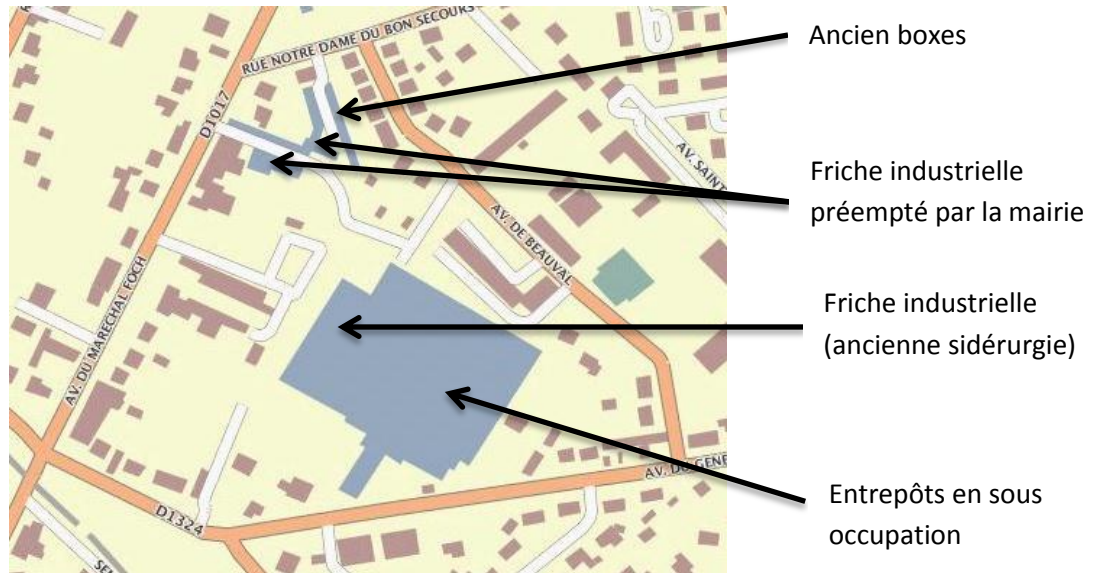 RUE NOTRE DAME DU BON SECOURS
D1017
AV. SAINT
AV. DE BEAUVAL
AV. DU MARECHAL FOCH
AV. DU GENE
D1324
SEN
Ancien boxes
Friche industrielle
préempté par la mairie
Friche industrielle
(ancienne sidérurgie)
Entrepôts en sous
occupation